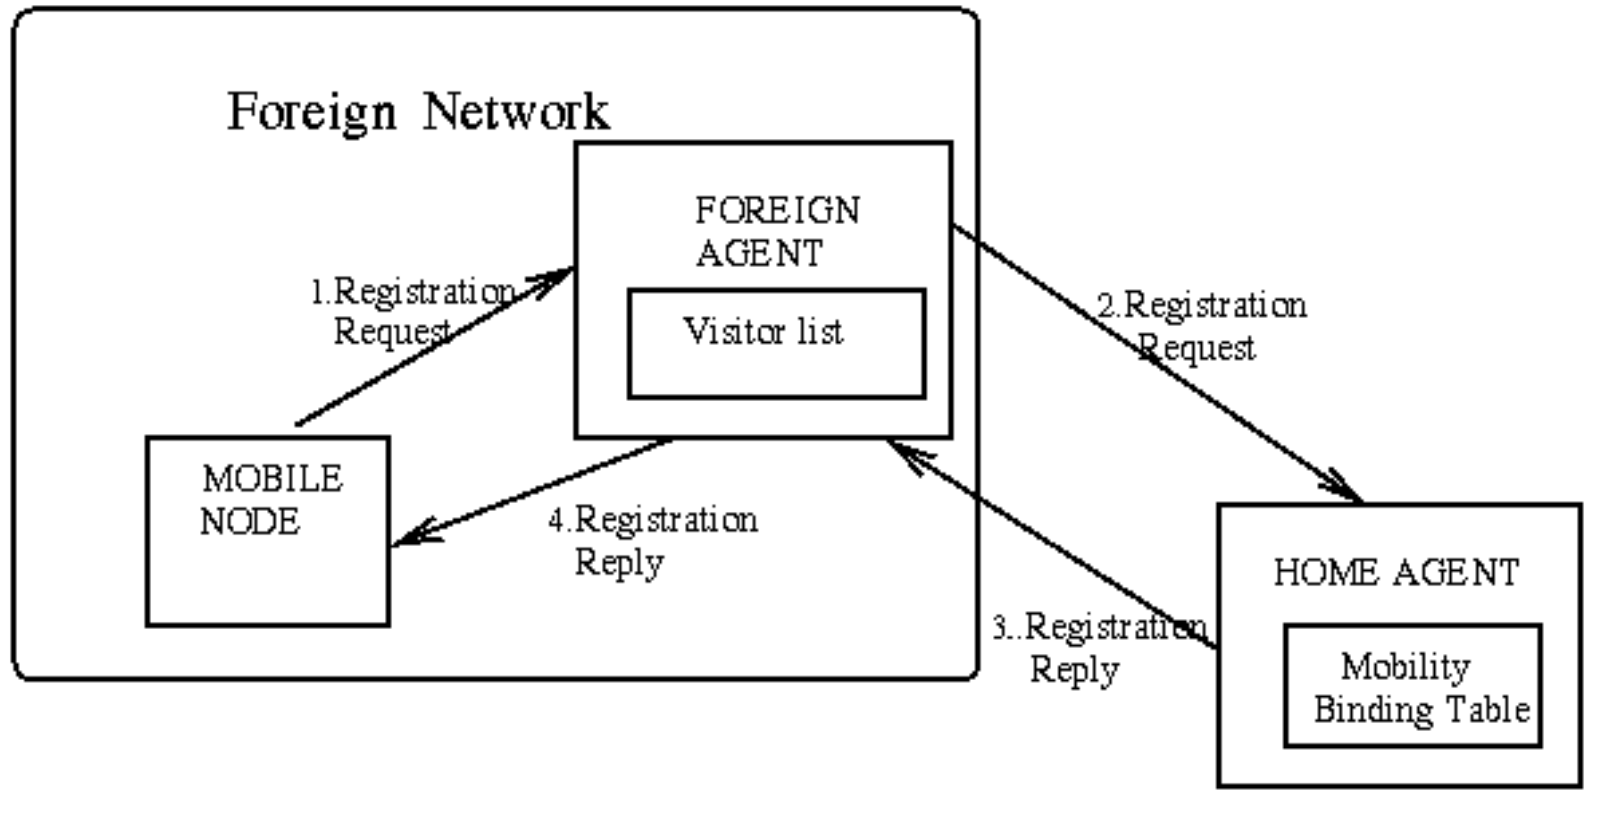 Foreign Network
FOREIGN
AGENT
Visitor list
1.Registration
Request
2.Registration
Request
MOBILE
NODE
4.Registration
Reply
3..Registration
Reply
HOME AGENT
Mobility
Binding Table